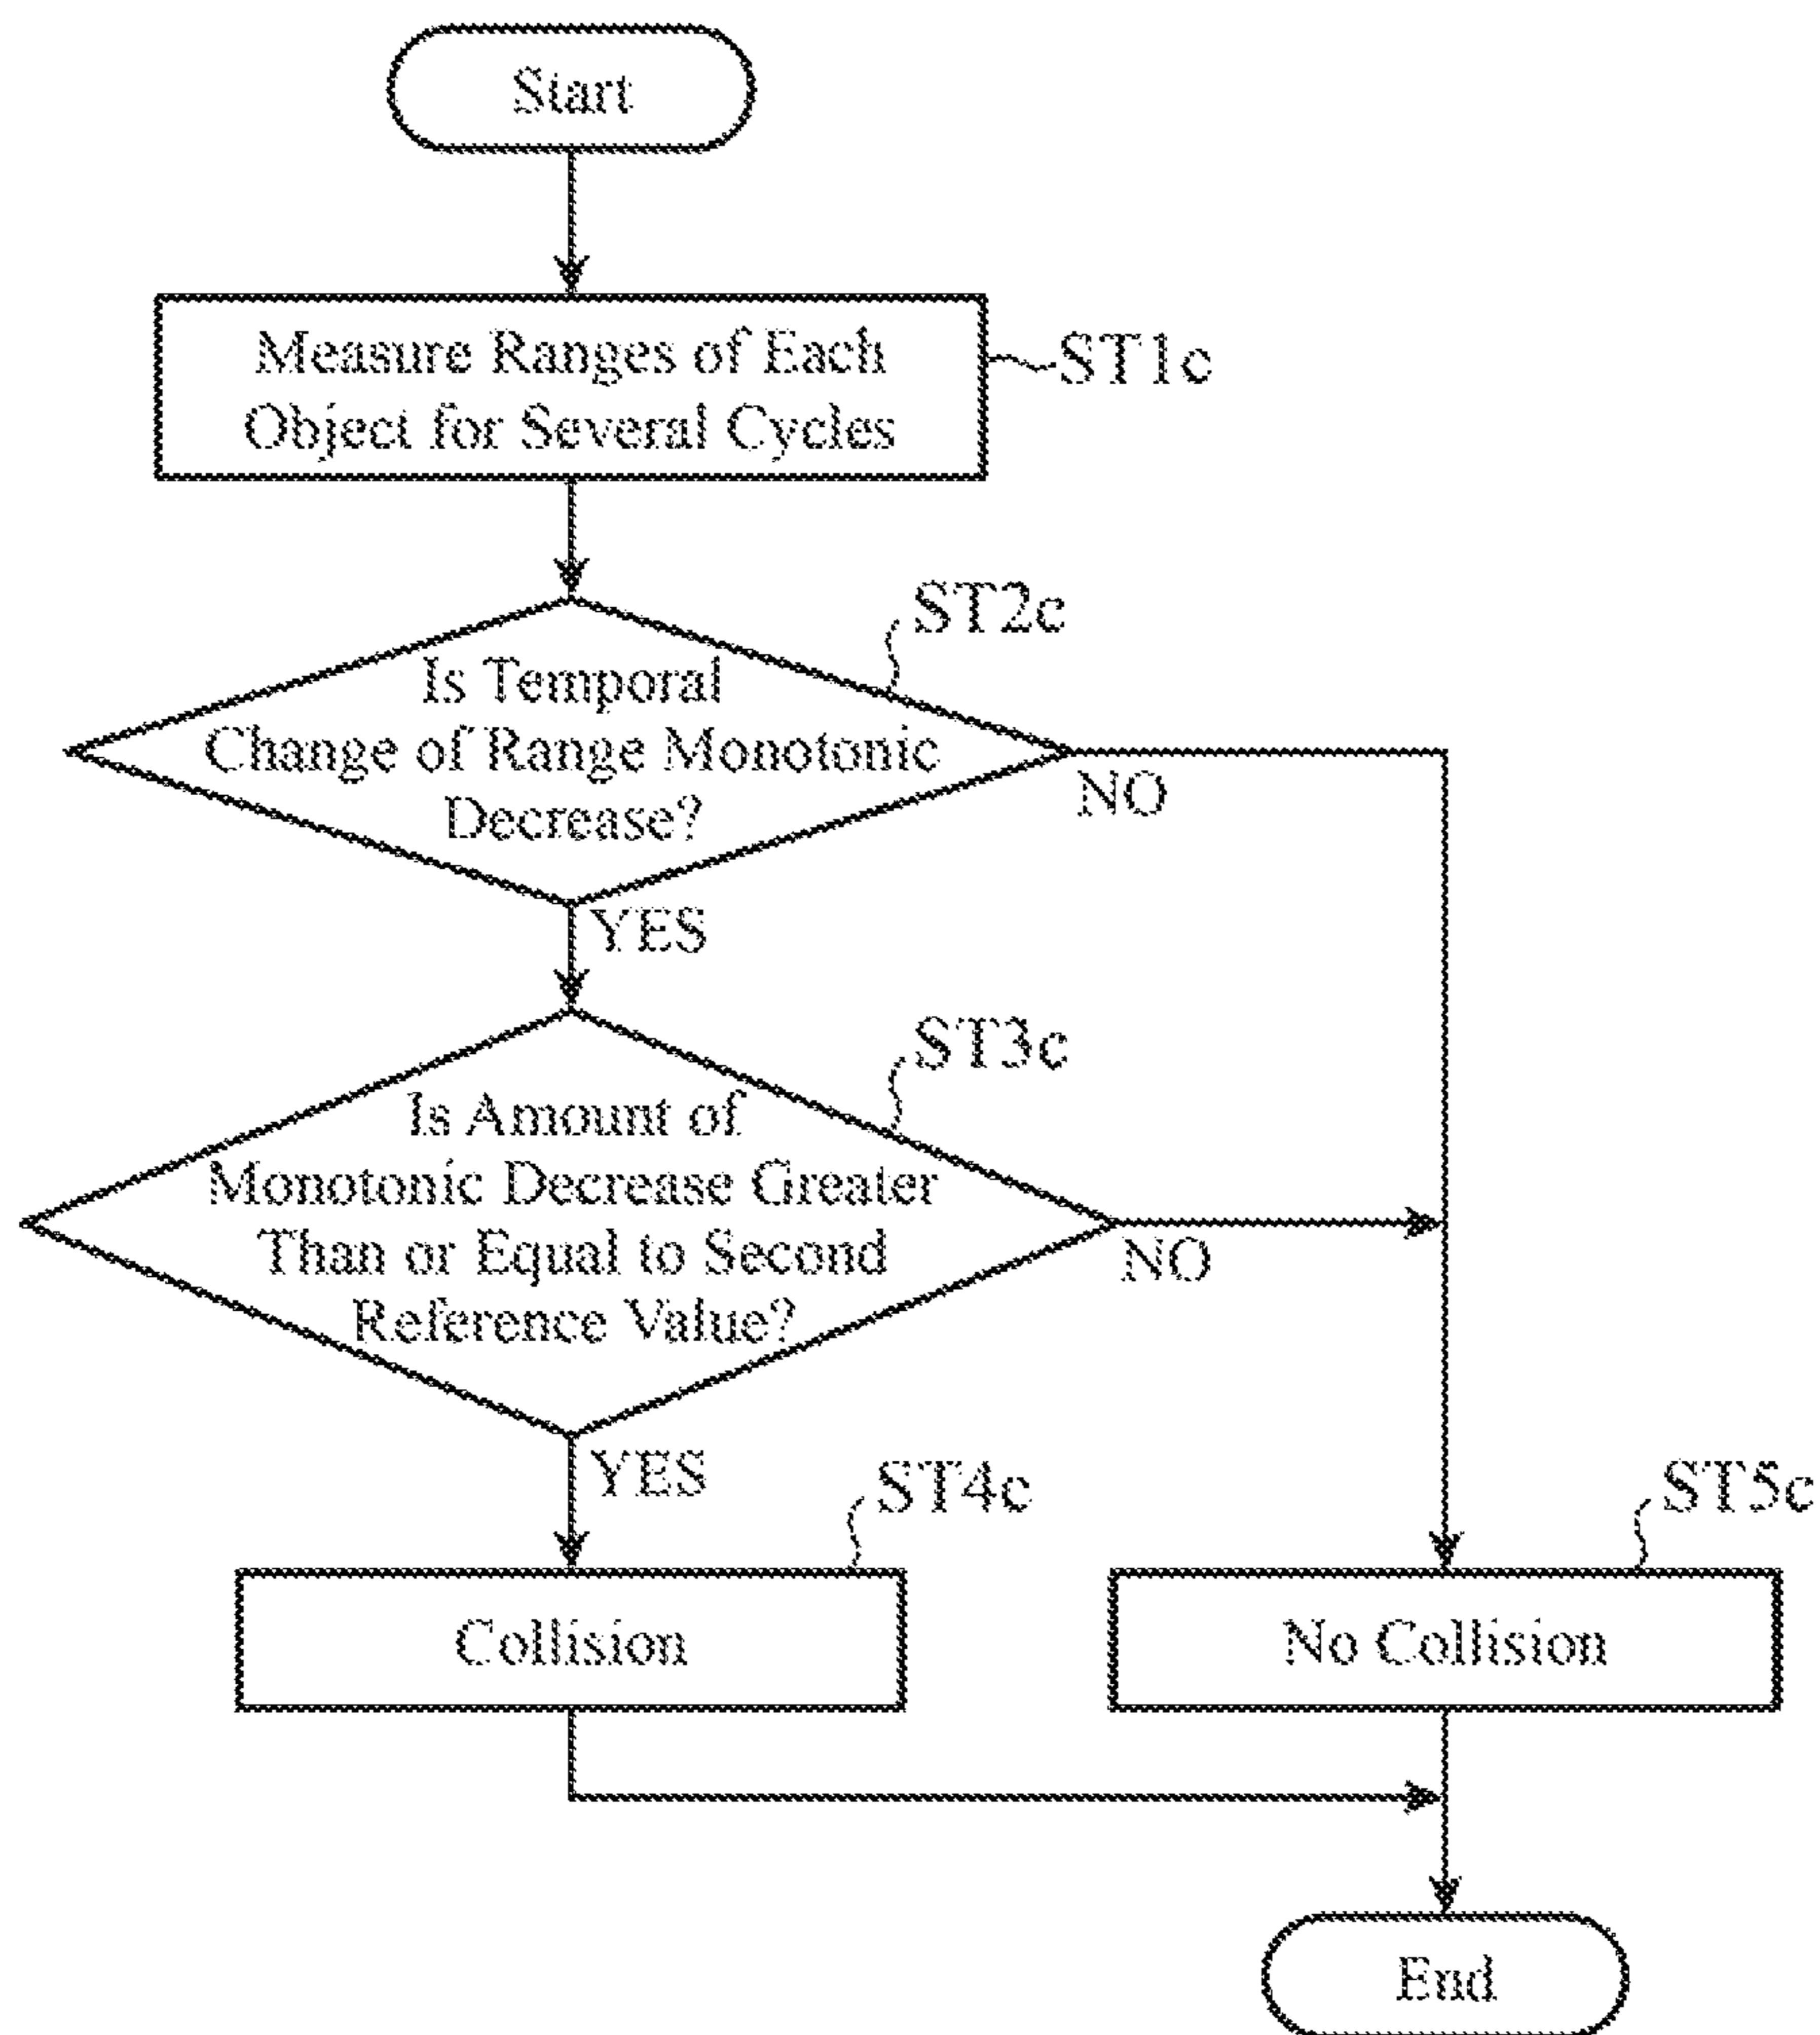 Start
Measure Ranges of Each
Object for Several Cycles
ST1c
ST2c
Is Temporal
Change of Range Monotonic
Decrease?
NO
YES
ST3c
Is Amount of
Monotonic Decrease Greater
Than or Equal to Second
Reference Value?
NO
YES
ST4c
ST5c
Collision
No Collision
End